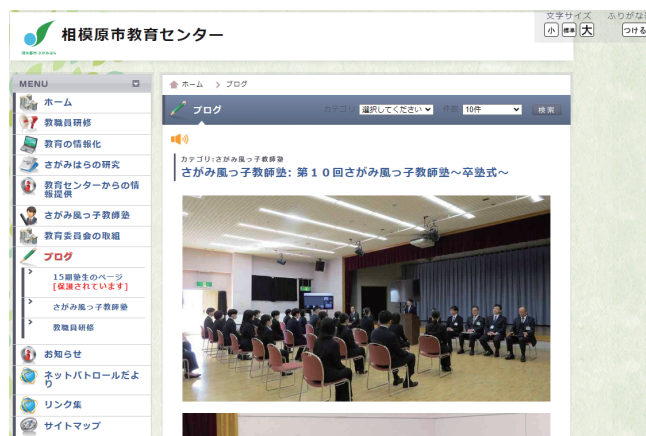 文字サイズ ふりがな
小 標準 大 つける
相模原市教育センター
MENU
ホーム
教職員研修
教育の情報化
さがみはらの研究
教育センターからの情
報提供
さがみ風っ子教師塾
教育委員会の取組
ブログ
15期塾生のページ
[保護されています]
さがみ風っ子教師塾
教職員研修
お知らせ
ネットパトロールだよ
り
リンク集
サイトマップ
ホーム > ブログ
ブログ
カテゴリ 選択してください 件数 10件 検索
カテゴリ:さがみ風っ子教師塾
さがみ風っ子教師塾: 第10回さがみ風っ子教師塾～卒塾式～